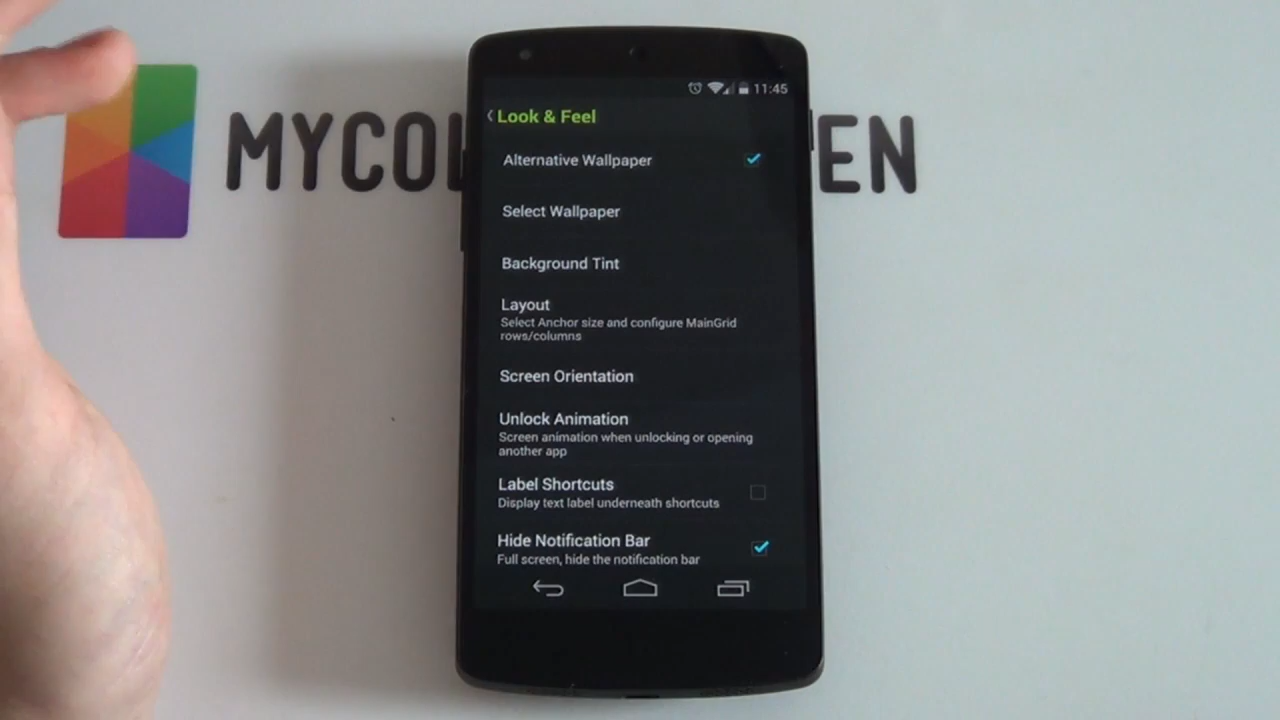 MYCOL EN
11:45
Look & Feel
Alternative Wallpaper
Select Wallpaper
Background Tint
Layout
Select Anchor size and configure MainGrid
rows/columns
Screen Orientation
Unlock Animation
Screen animation when unlocking or opening
another app
Label Shortcuts
Display text label underneath shortcuts
Hide Notification Bar
Full screen, hide the notification bar